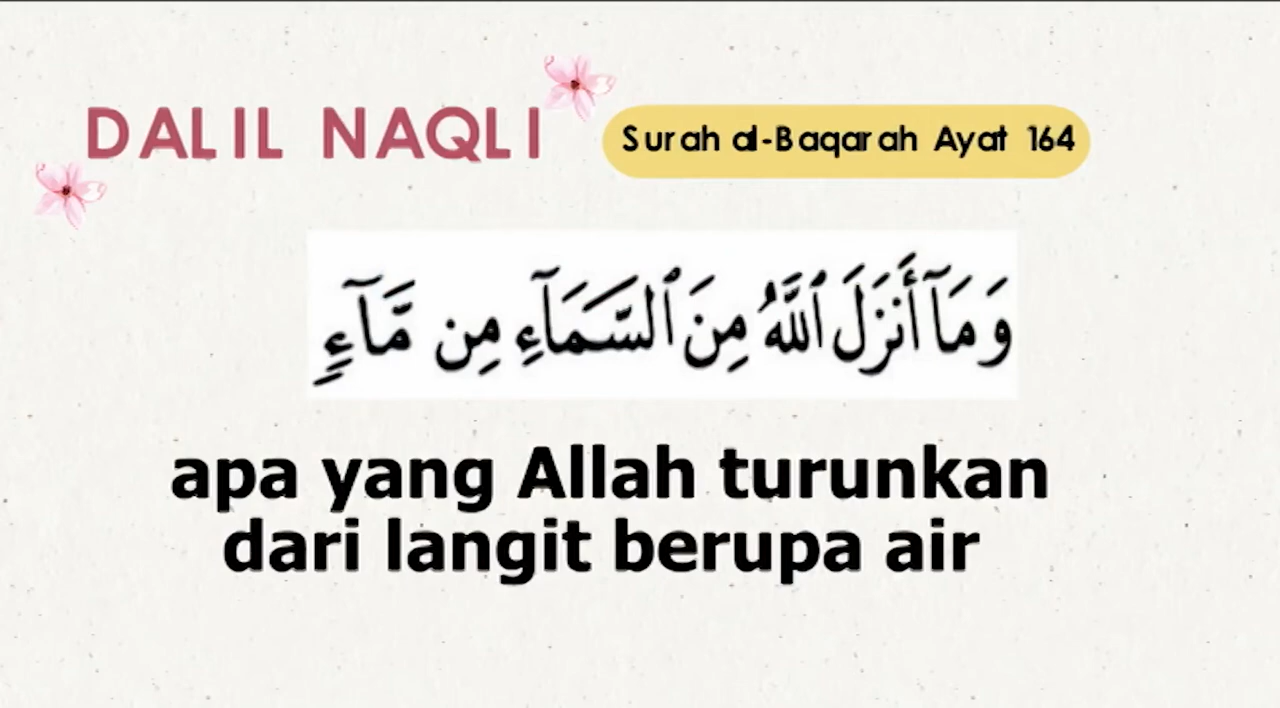 DALIL NAQLI
Surah al-Baqarah Ayat 164
وَمَآ أَنزَلَ ٱللَّهُ مِنَ ٱلسَّمَآءِ مِن مَّآءٍ
apa yang Allah turunkan
dari langit berupa air